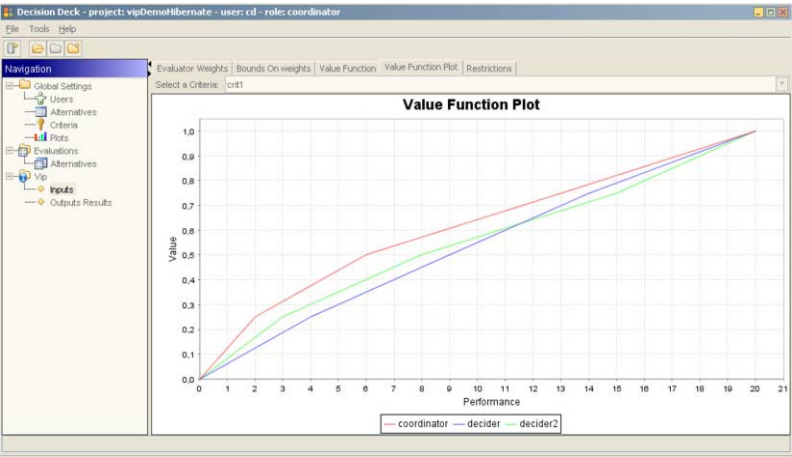 Decision Deck - project: vipDemoHibernate - user: cd - role: coordinator
File Tools Help
Navigation
Global Settings
Users
Alternatives
Criteria
Plots
Evaluations
Alternatives
Vip
Inputs
Outputs Results
Evaluator Weights Bounds On weights Value Function Value Function Plot Restrictions
Select a Criteria: crit1
Value Function Plot
1,0
0,9
0,8
0,7
0,6
0,5
0,4
0,3
0,2
0,1
0,0
Value
0 1 2 3 4 5 6 7 8 9 10 11 12 13 14 15 16 17 18 19 20 21
Performance
coordinator decider decider2